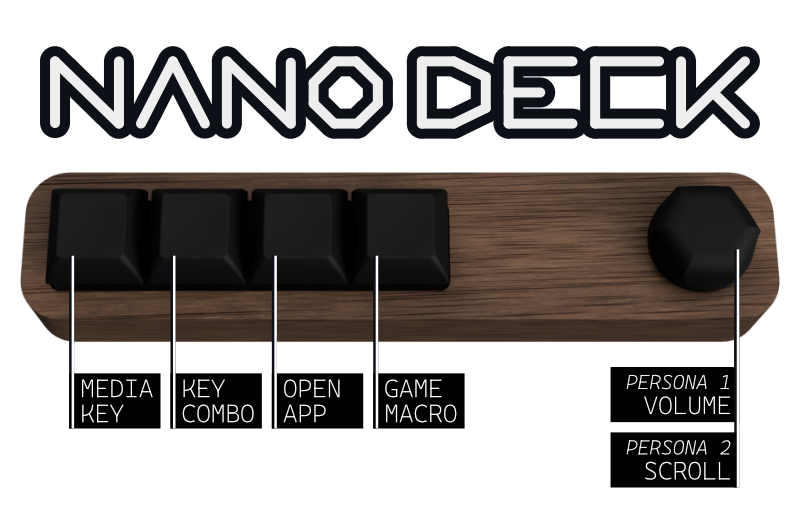 NANO DECK
MEDIA
KEY
KEY
COMBO
OPEN
APP
GAME
MACRO
PERSONA 1
VOLUME
PERSONA 2
SCROLL